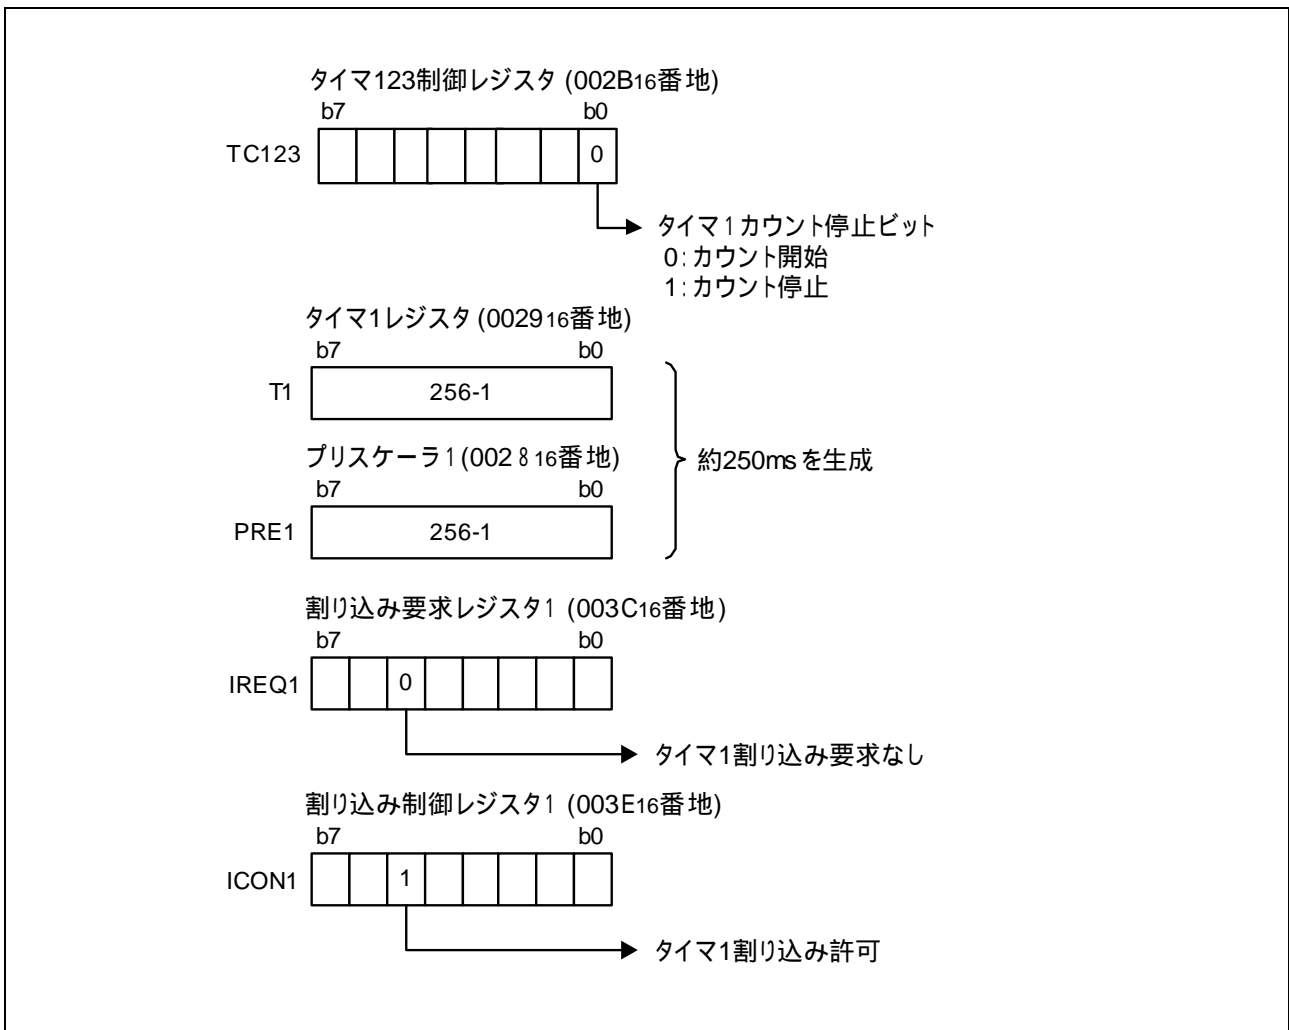 タイマ123制御レジスタ (002B16番地)
b7 b0
TC123 0
タイマ1カウント停止ビット
0:カウント開始
1:カウント停止
タイマ1レジスタ (002916番地)
b7 b0
T1 256-1
プリスケーラ1 (002816番地)
約250msを生成
b7 b0
PRE1 256-1
割り込み要求レジスタ1 (003C16番地)
b7 b0
IREQ1 0
タイマ1割り込み要求なし
割り込み制御レジスタ1 (003E16番地)
b7 b0
ICON1 1
タイマ1割り込み許可